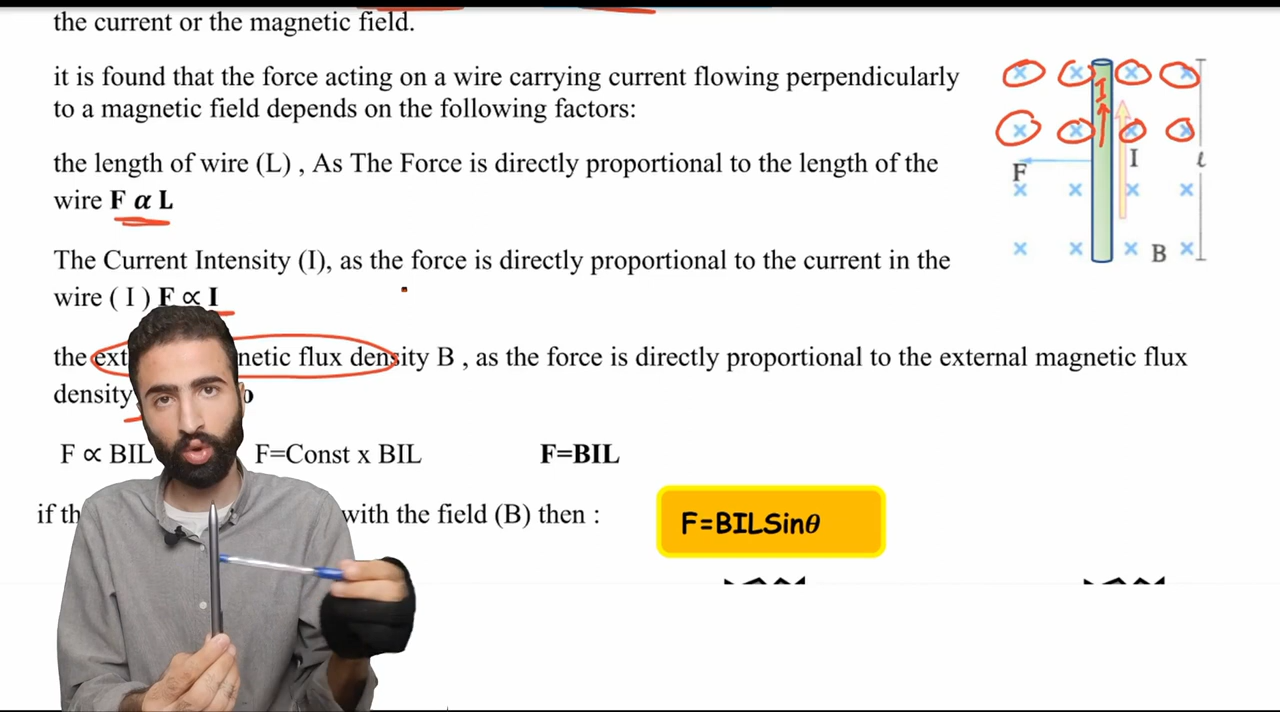 the current or the magnetic field.
it is found that the force acting on a wire carrying current flowing perpendicularly
to a magnetic field depends on the following factors:
the length of wire (L) , As The Force is directly proportional to the length of the
wire F α L
The Current Intensity (I), as the force is directly proportional to the current in the
wire ( I ) F ∝ I
the flux density B , as the force is directly proportional to the external magnetic flux
density
F ∝ BIL F=Const x BIL F=BIL
if with the field (B) then :
F=BILSinθ
I
F
I
ℓ
B